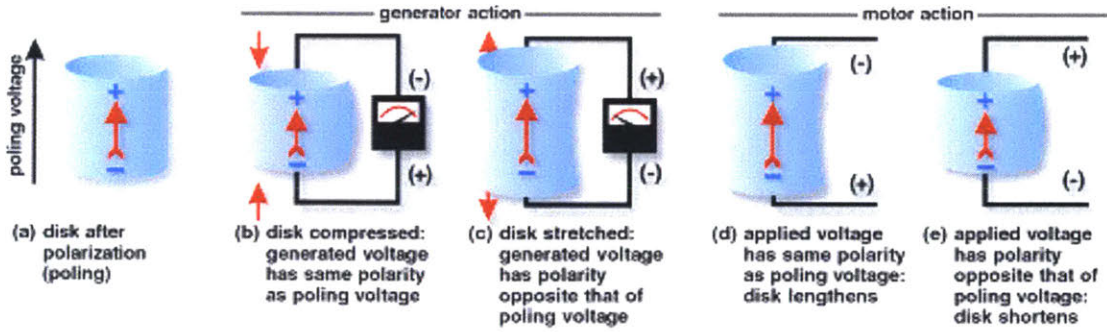 generator action
motor action
poling voltage
+
−
+
−
(-)
(+)
+
−
(+)
(-)
+
−
(-)
(+)
+
−
(+)
(-)
(a) disk after
polarization
(poling)
(b) disk compressed:
generated voltage
has same polarity
as poling voltage
(c) disk stretched:
generated voltage
has polarity
opposite that of
poling voltage
(d) applied voltage
has same polarity
as poling voltage:
disk lengthens
(e) applied voltage
has polarity
opposite that of
poling voltage:
disk shortens